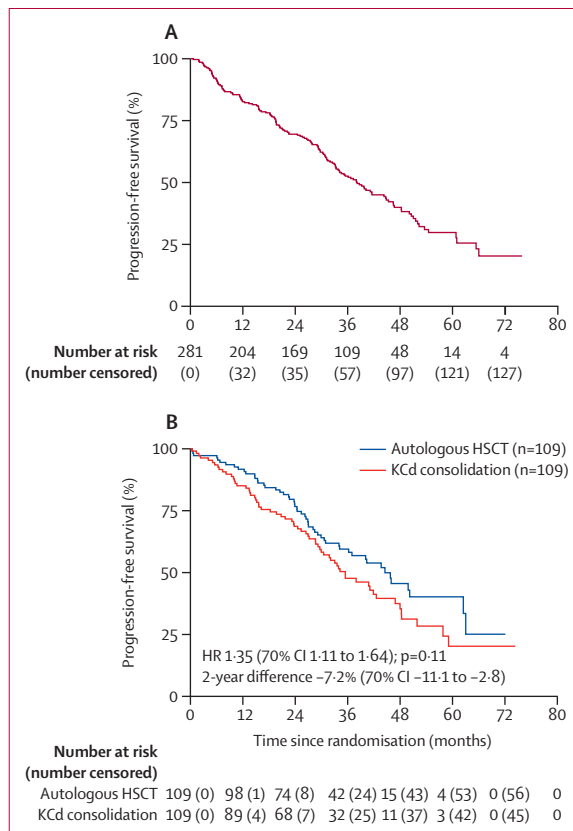 A
100
75
50
25
0
Progression-free survival (%)
0 12 24 36 48 60 72 80
Number at risk 281 204 169 109 48 14 4
(number censored) (0) (32) (35) (57) (97) (121) (127)
B
100
75
50
25
0
Progression-free survival (%)
Autologous HSCT (n=109)
KCd consolidation (n=109)
HR 1·35 (70% CI 1·11 to 1·64); p=0·11
2-year difference –7·2% (70% CI –11·1 to –2·8)
0 12 24 36 48 60 72 80
Time since randomisation (months)
Number at risk
(number censored)
Autologous HSCT 109 (0) 98 (1) 74 (8) 42 (24) 15 (43) 4 (53) 0 (56) 0
KCd consolidation 109 (0) 89 (4) 68 (7) 32 (25) 11 (37) 3 (42) 0 (45) 0